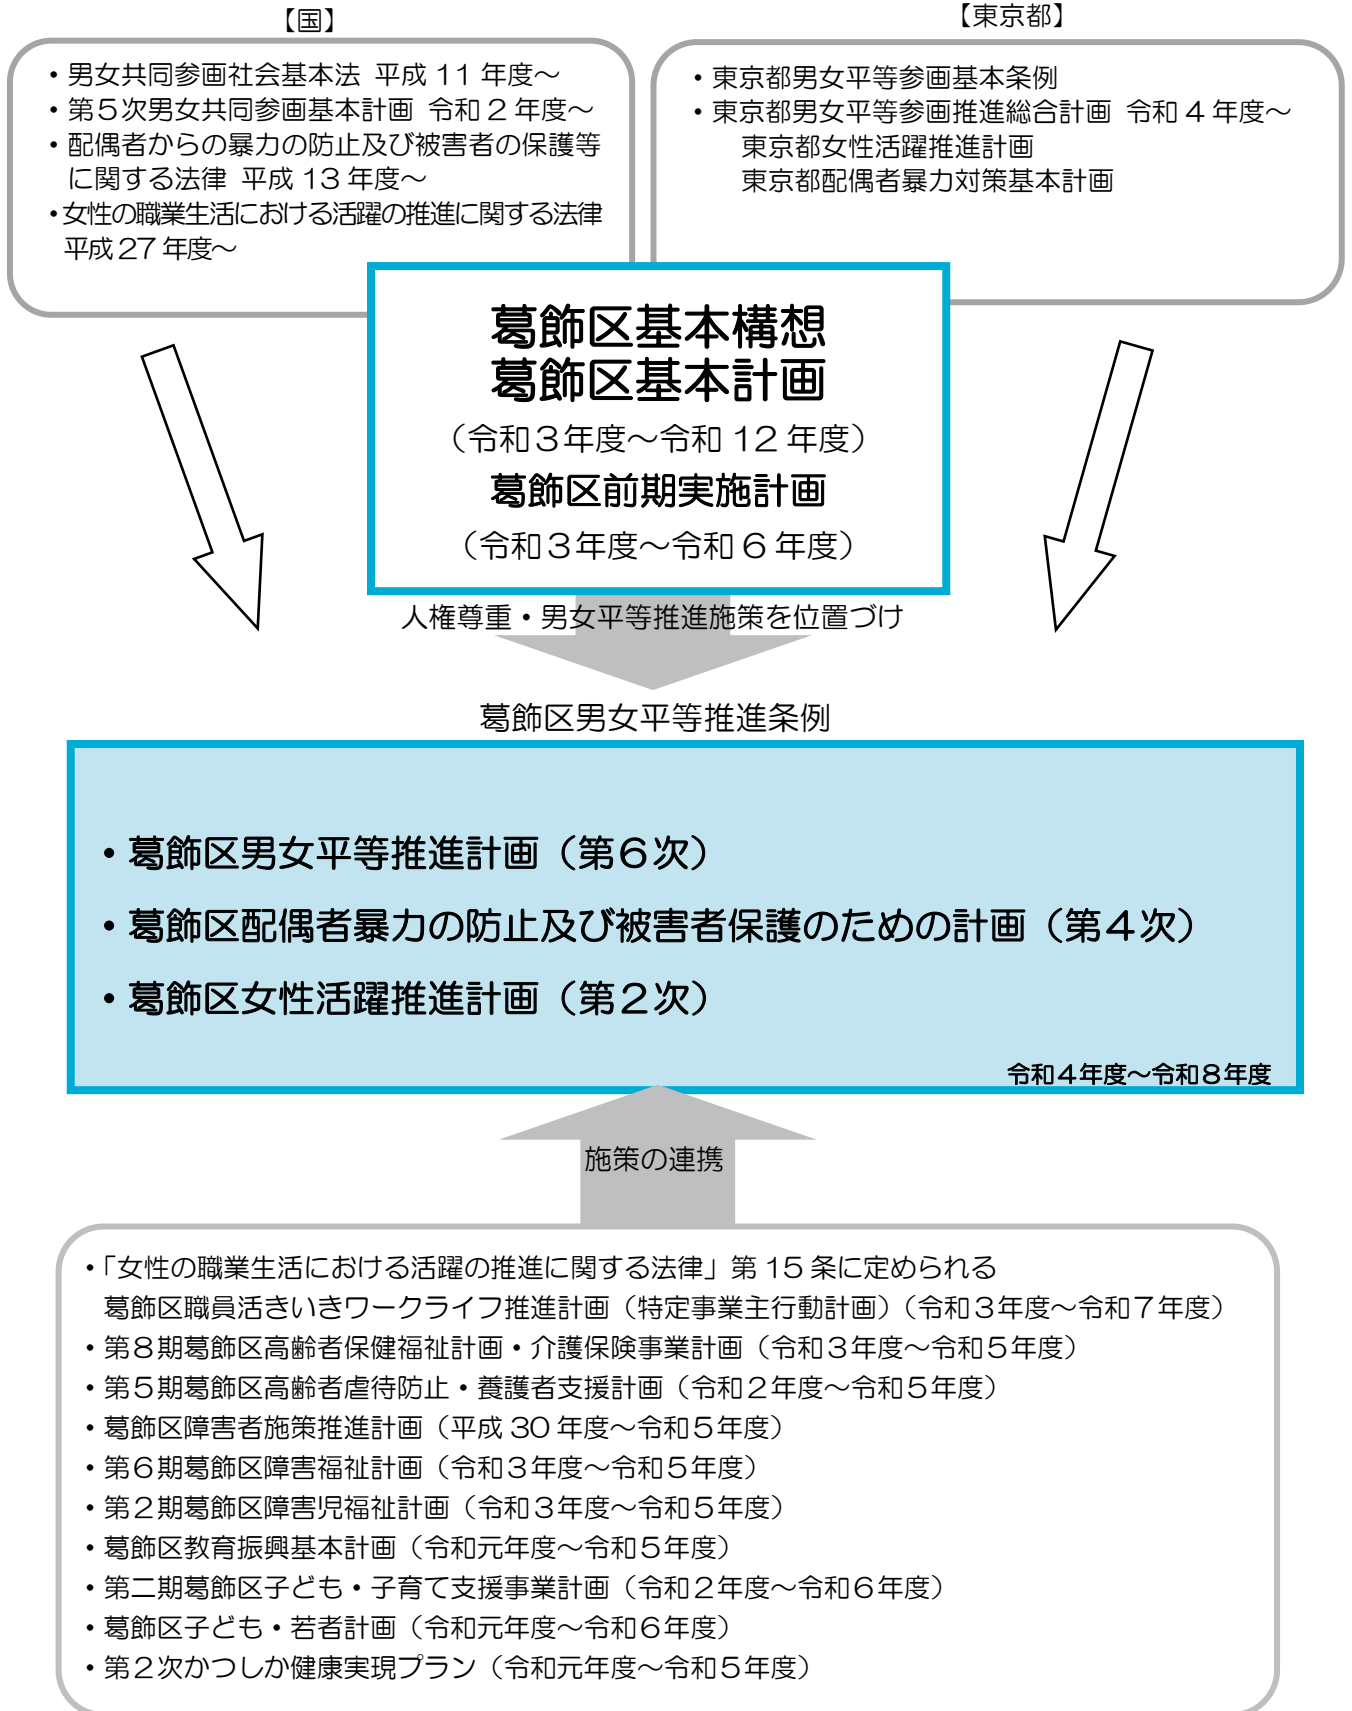 【国】
・男女共同参画社会基本法 平成 11 年度～
・第５次男女共同参画基本計画 令和 2 年度～
・配偶者からの暴力の防止及び被害者の保護等
に関する法律 平成 13 年度～
・女性の職業生活における活躍の推進に関する法律
平成 27 年度～
【東京都】
・東京都男女平等参画基本条例
・東京都男女平等参画推進総合計画 令和 4 年度～
東京都女性活躍推進計画
東京都配偶者暴力対策基本計画
葛飾区基本構想
葛飾区基本計画
（令和３年度～令和 12 年度）
葛飾区前期実施計画
（令和３年度～令和 6 年度）
人権尊重・男女平等推進施策を位置づけ
葛飾区男女平等推進条例
・葛飾区男女平等推進計画（第６次）
・葛飾区配偶者暴力の防止及び被害者保護のための計画（第４次）
・葛飾区女性活躍推進計画（第２次）
令和４年度～令和８年度
施策の連携
・「女性の職業生活における活躍の推進に関する法律」第 15 条に定められる
葛飾区職員活きいきワークライフ推進計画（特定事業主行動計画）（令和３年度～令和７年度）
・第８期葛飾区高齢者保健福祉計画・介護保険事業計画（令和３年度～令和５年度）
・第５期葛飾区高齢者虐待防止・養護者支援計画（令和２年度～令和５年度）
・葛飾区障害者施策推進計画（平成 30 年度～令和５年度）
・第６期葛飾区障害福祉計画（令和３年度～令和５年度）
・第２期葛飾区障害児福祉計画（令和３年度～令和５年度）
・葛飾区教育振興基本計画（令和元年度～令和５年度）
・第二期葛飾区子ども・子育て支援事業計画（令和２年度～令和６年度）
・葛飾区子ども・若者計画（令和元年度～令和６年度）
・第２次かつしか健康実現プラン（令和元年度～令和５年度）